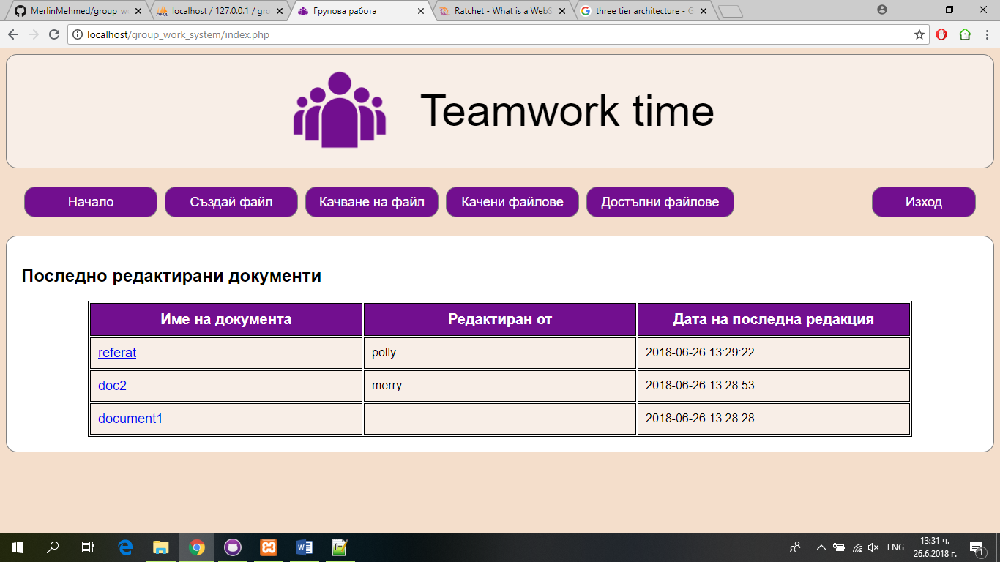 MerlinMehmed/group_w
localhost / 127.0.0.1 / gro
Групова работа
Ratchet - What is a WebS
three tier architecture - G
localhost/group_work_system/index.php
Teamwork time
Начало
Създай файл
Качване на файл
Качени файлове
Достъпни файлове
Изход
Последно редактирани документи
Име на документа Редактиран от Дата на последна редакция
referat polly 2018-06-26 13:29:22
doc2 merry 2018-06-26 13:28:53
document1 2018-06-26 13:28:28
ENG
13:31 ч.
26.6.2018 г.
1